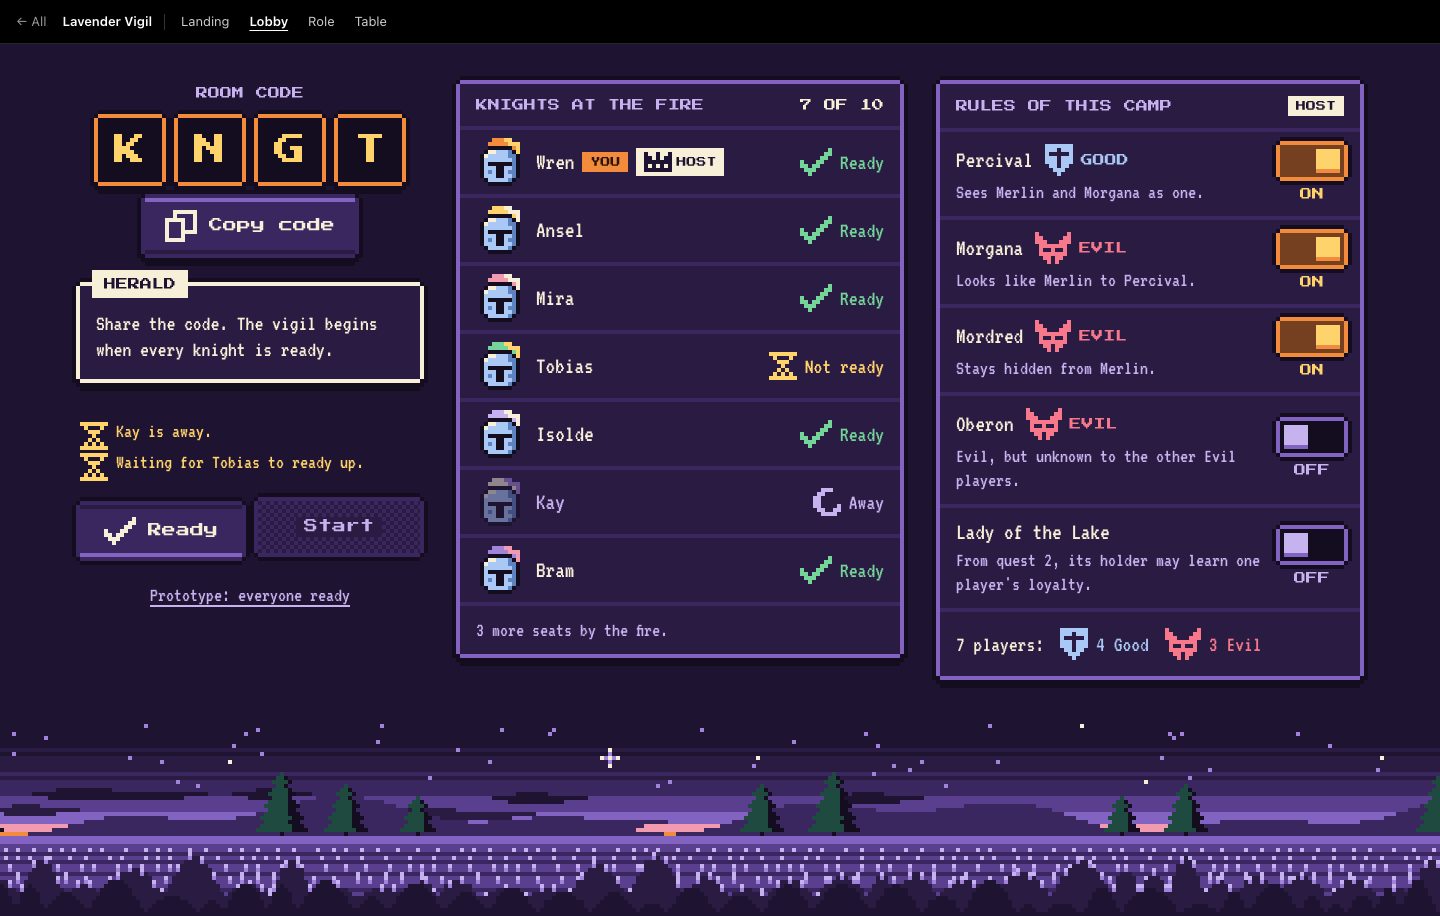 ← All Lavender Vigil Landing Lobby Role Table
ROOM CODE
K N G T
Copy code
HERALD
Share the code. The vigil begins
when every knight is ready.
Kay is away.
Waiting for Tobias to ready up.
Ready Start
Prototype: everyone ready
KNIGHTS AT THE FIRE 7 OF 10
Wren YOU HOST Ready
Ansel Ready
Mira Ready
Tobias Not ready
Isolde Ready
Kay Away
Bram Ready
3 more seats by the fire.
RULES OF THIS CAMP HOST
Percival GOOD
Sees Merlin and Morgana as one.
ON
Morgana EVIL
Looks like Merlin to Percival.
ON
Mordred EVIL
Stays hidden from Merlin.
ON
Oberon EVIL
Evil, but unknown to the other Evil
players.
OFF
Lady of the Lake
From quest 2, its holder may learn one
player's loyalty.
OFF
7 players: 4 Good 3 Evil